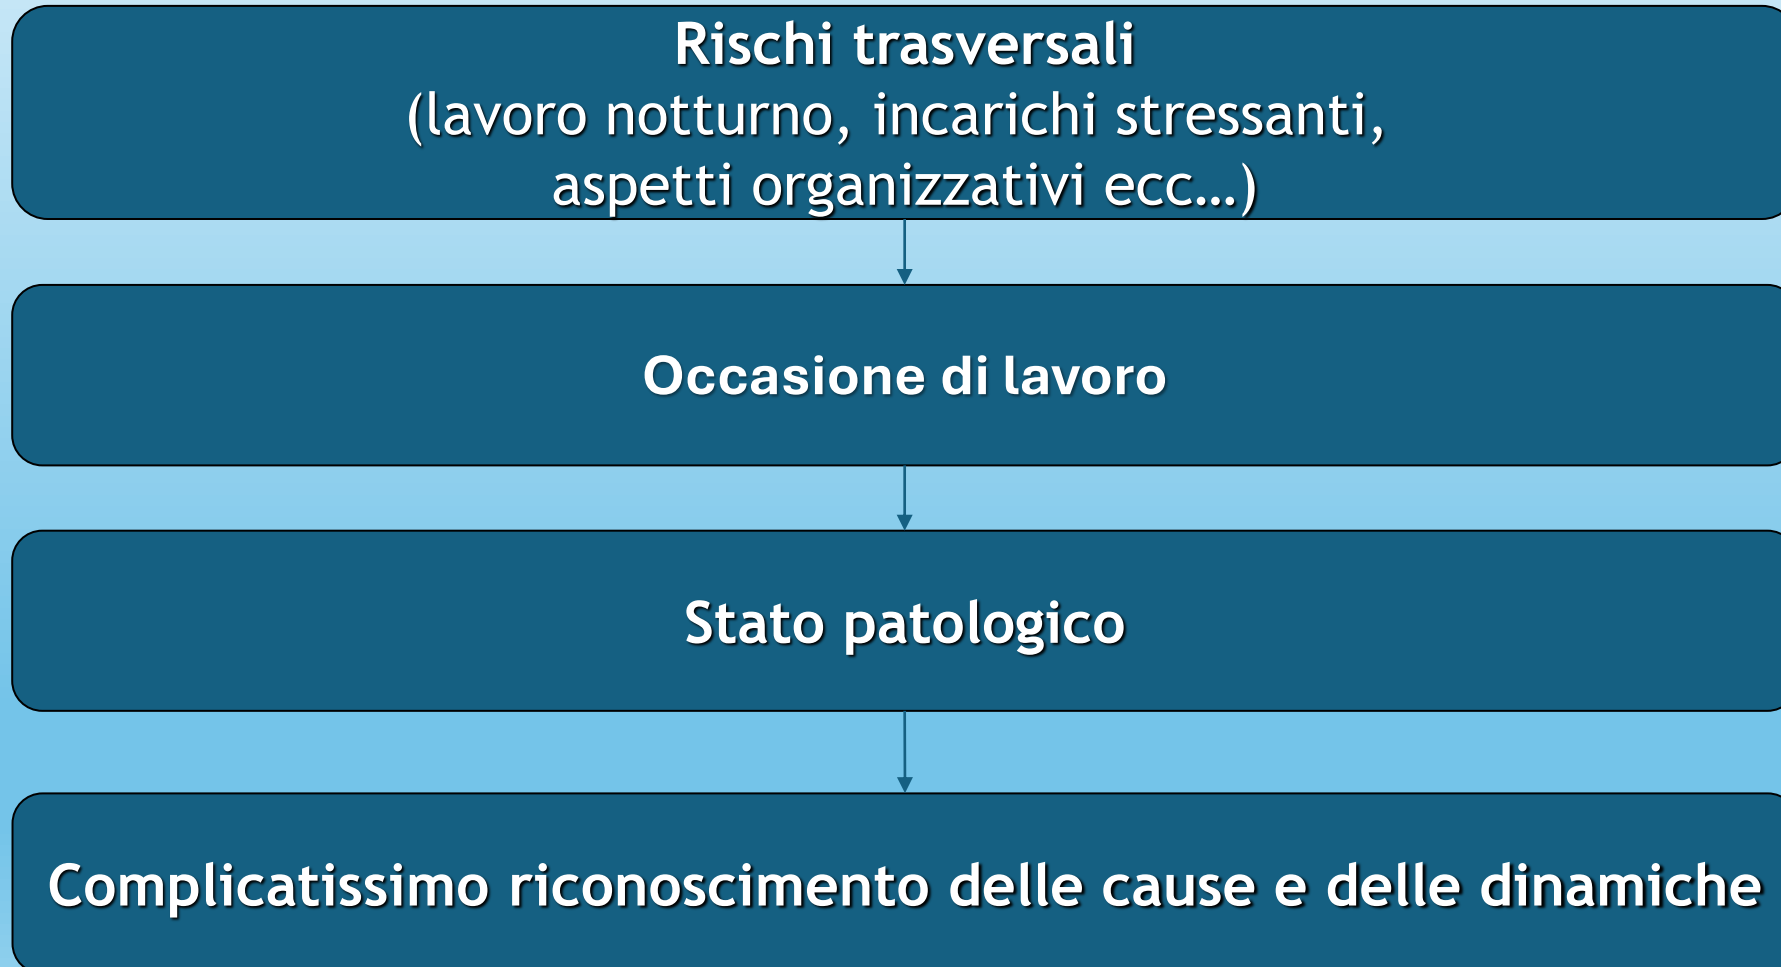 Rischi trasversali
(lavoro notturno, incarichi stressanti,
aspetti organizzativi ecc…)
Occasione di lavoro
Stato patologico
Complicatissimo riconoscimento delle cause e delle dinamiche